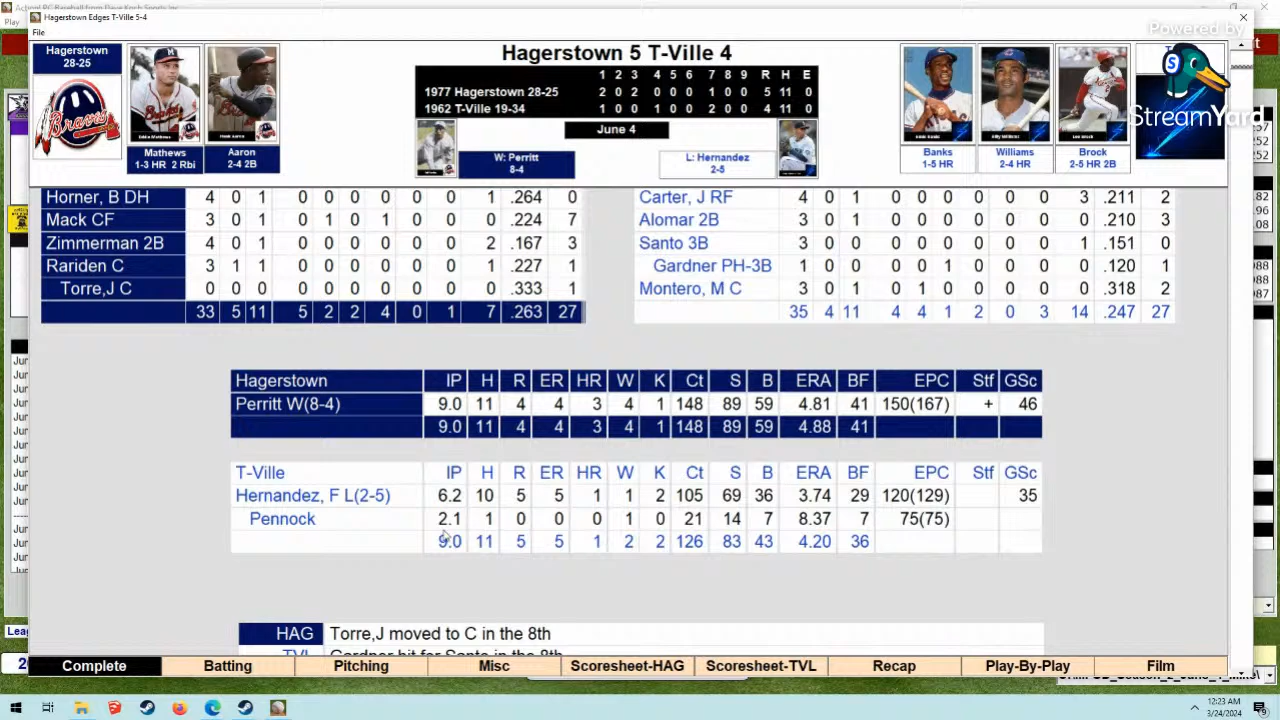 Hagerstown Edges T-Ville 5-4
File
Powered by
StreamYard
Hagerstown
28-25
Hagerstown 5 T-Ville 4
1 2 3 4 5 6 7 8 9 R H E
1977 Hagerstown 28-25 2 0 2 0 0 0 1 0 0 5 11 0
1962 T-Ville 19-34 1 0 0 1 0 0 2 0 0 4 11 0
June 4
Mathews
1-3 HR 2 Rbi
Aaron
2-4 2B
W: Perritt
8-4
L: Hernandez
2-5
Banks
1-5 HR
Williams
2-4 HR
Brock
2-5 HR 2B
Horner, B DH 4 0 1 0 0 0 0 0 0 1 .264 0
Mack CF 3 0 1 0 1 0 1 0 0 0 .224 7
Zimmerman 2B 4 0 1 0 0 0 0 0 0 2 .167 3
Rariden C 3 1 1 0 0 0 0 0 0 1 .227 1
Torre,J C 0 0 0 0 0 0 0 0 0 0 .333 1
33 5 11 5 2 2 4 0 1 7 .263 27
Carter, J RF 4 0 1 0 0 0 0 0 0 3 .211 2
Alomar 2B 3 0 1 0 0 0 1 0 0 0 .210 3
Santo 3B 3 0 0 0 0 0 0 0 0 1 .151 0
Gardner PH-3B 1 0 0 0 0 1 0 0 0 0 .120 1
Montero, M C 3 0 1 0 1 0 0 0 0 0 .318 2
35 4 11 4 4 1 2 0 3 14 .247 27
Hagerstown IP H R ER HR W K Ct S B ERA BF EPC Stf GSc
Perritt W(8-4) 9.0 11 4 4 3 4 1 148 89 59 4.81 41 150(167) + 46
9.0 11 4 4 3 4 1 148 89 59 4.88 41
T-Ville IP H R ER HR W K Ct S B ERA BF EPC Stf GSc
Hernandez, F L(2-5) 6.2 10 5 5 1 1 2 105 69 36 3.74 29 120(129) 35
Pennock 2.1 1 0 0 0 1 0 21 14 7 8.37 7 75(75)
9.0 11 5 5 1 2 2 126 83 43 4.20 36
HAG Torre,J moved to C in the 8th
TVL Gardner hit for Santo in the 8th
Complete Batting Pitching Misc Scoresheet-HAG Scoresheet-TVL Recap Play-By-Play Film
12:23 AM
3/24/2024